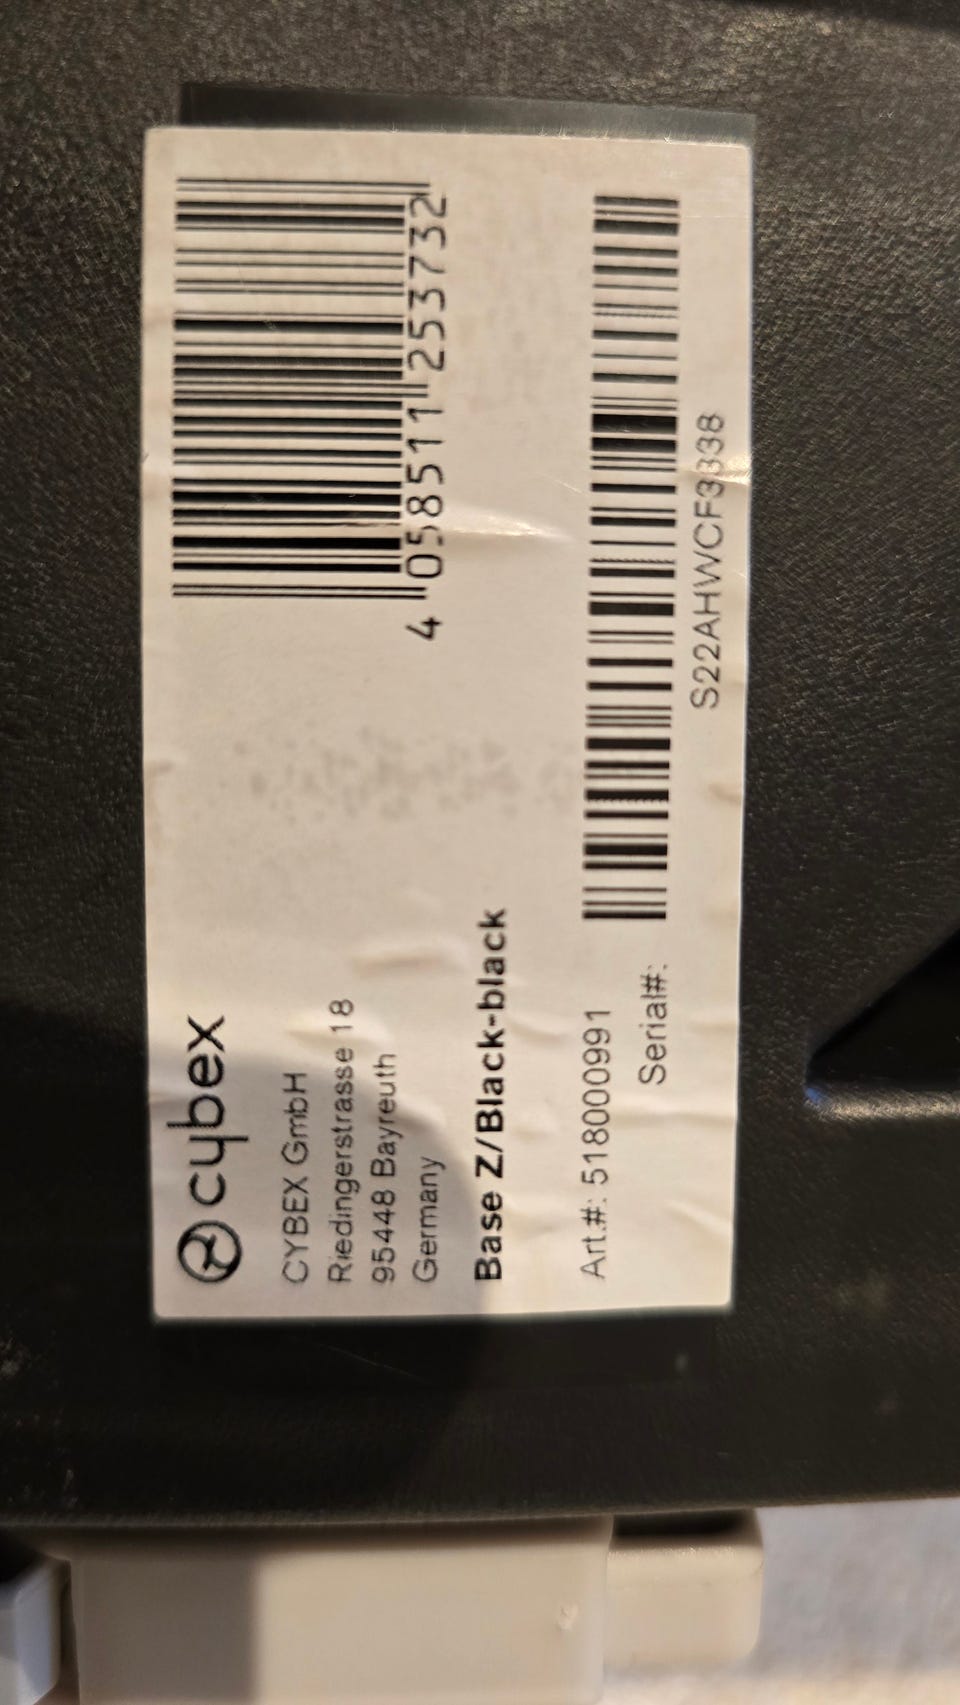 cybex
CYBEX GmbH
Riedingerstrasse 18
95448 Bayreuth
Germany
4 058511 253732
Base Z/Black-black
Art.#: 518000991
Serial#:
S22AHWCF3338